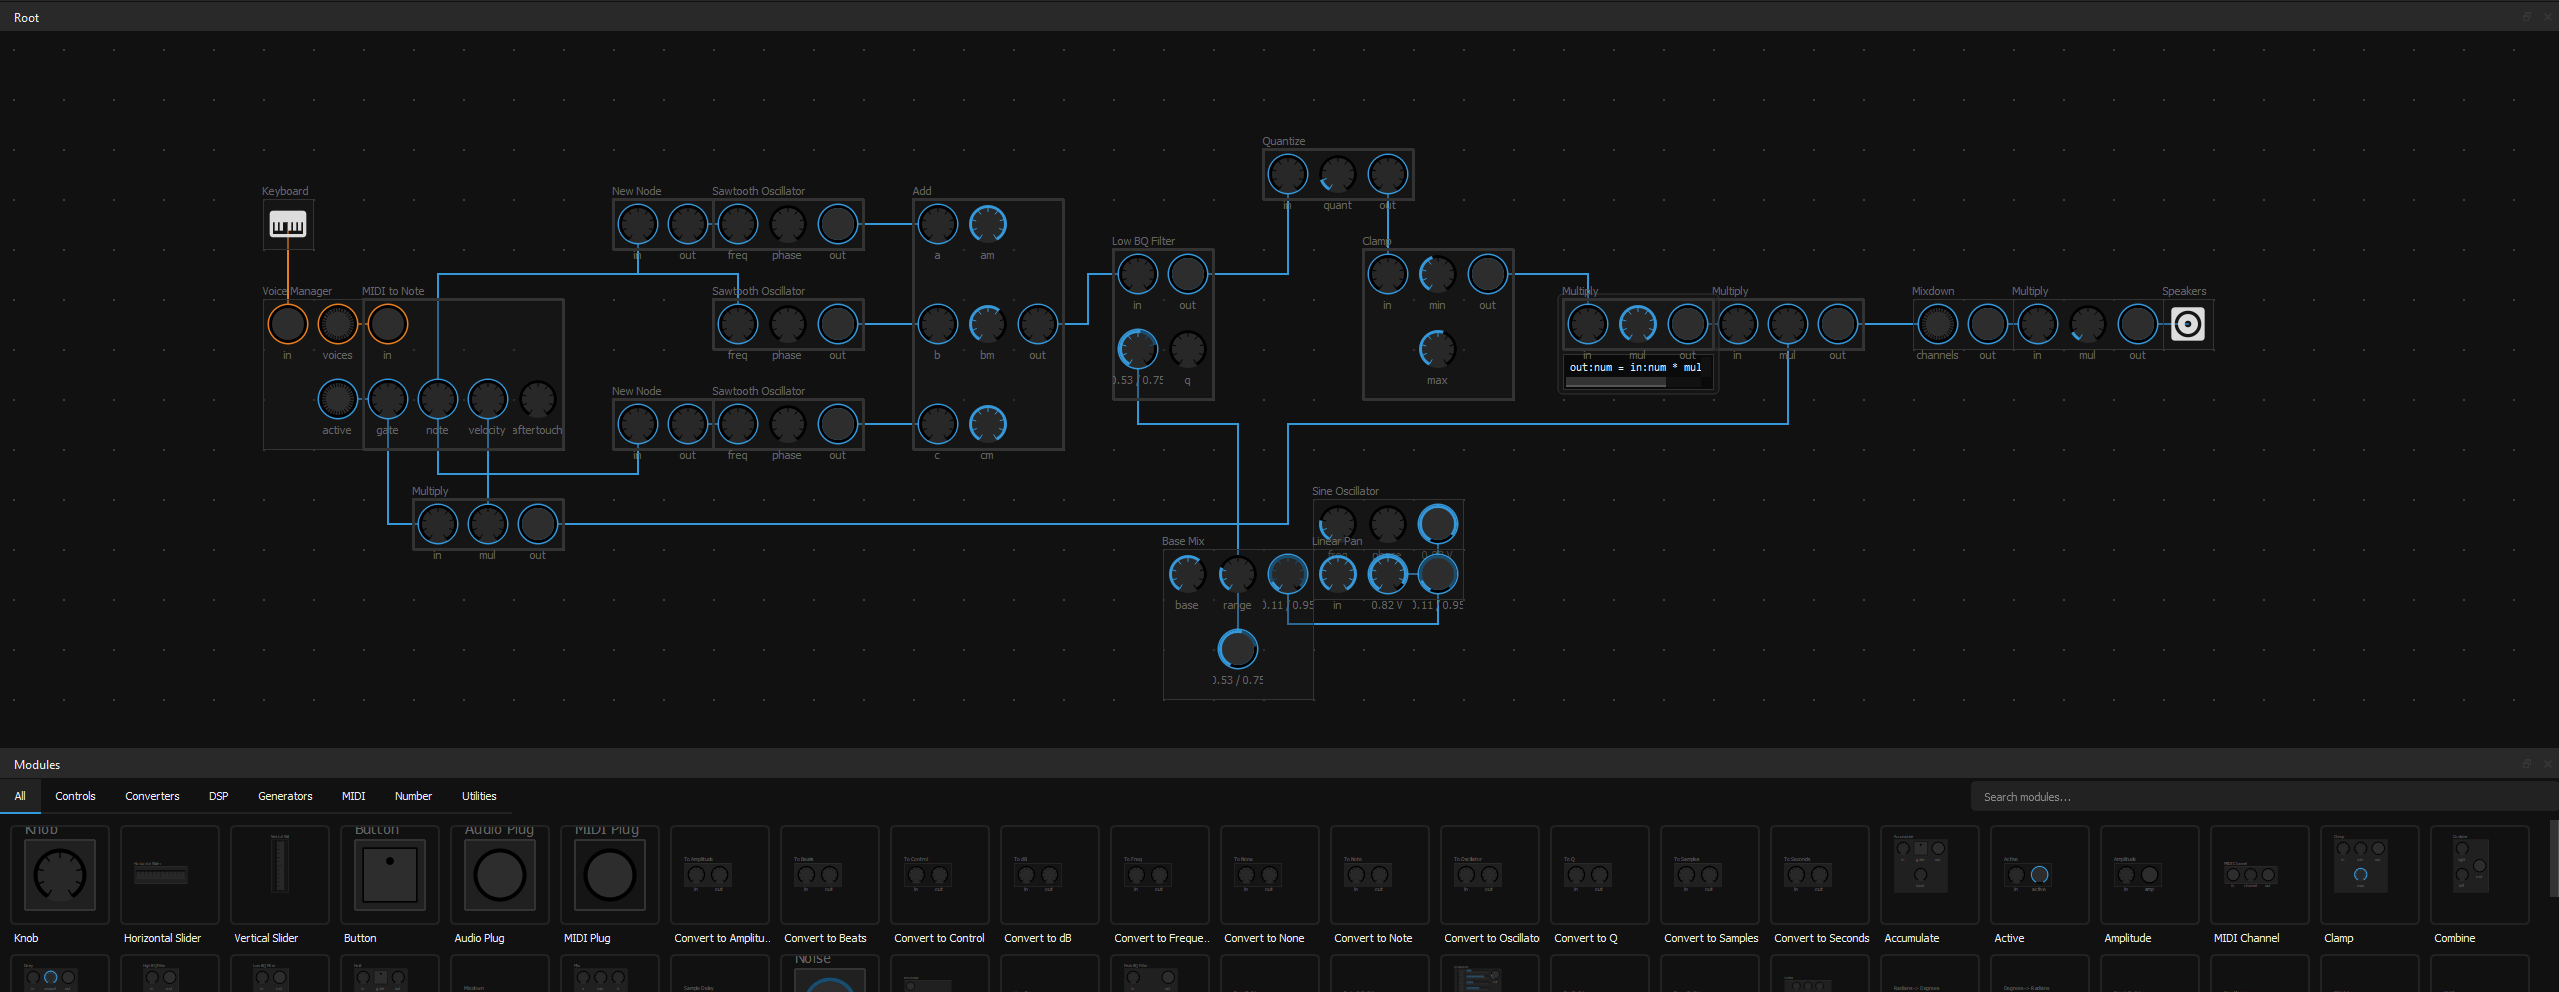 Root
Quantize
in
quant
out
Keyboard
New Node
Sawtooth Oscillator
Add
in
out
freq
phase
out
a
am
Low BQ Filter
Clamp
in
out
in
min
out
Voice Manager
MIDI to Note
Sawtooth Oscillator
Multiply
Multiply
Mixdown
Multiply
Speakers
in
voices
in
freq
phase
out
b
bm
out
in
mul
out
in
mul
out
channels
out
in
mul
out
out:num = in:num * mul
0.53 / 0.75
q
max
New Node
Sawtooth Oscillator
active
gate
note
velocity
aftertouch
in
out
freq
phase
out
c
cm
Multiply
Sine Oscillator
in
mul
out
Base Mix
Linear Pan
base
range
0.11 / 0.95
in
0.82 V
0.11 / 0.95
0.53 / 0.75
Modules
All
Controls
Converters
DSP
Generators
MIDI
Number
Utilities
Search modules...
Knob
Button
Audio Plug
MIDI Plug
Knob
Horizontal Slider
Vertical Slider
Button
Audio Plug
MIDI Plug
Convert to Amplitu..
Convert to Beats
Convert to Control
Convert to dB
Convert to Freque..
Convert to None
Convert to Note
Convert to Oscillato
Convert to Q
Convert to Samples
Convert to Seconds
Accumulate
Active
Amplitude
MIDI Channel
Clamp
Combine
Noise